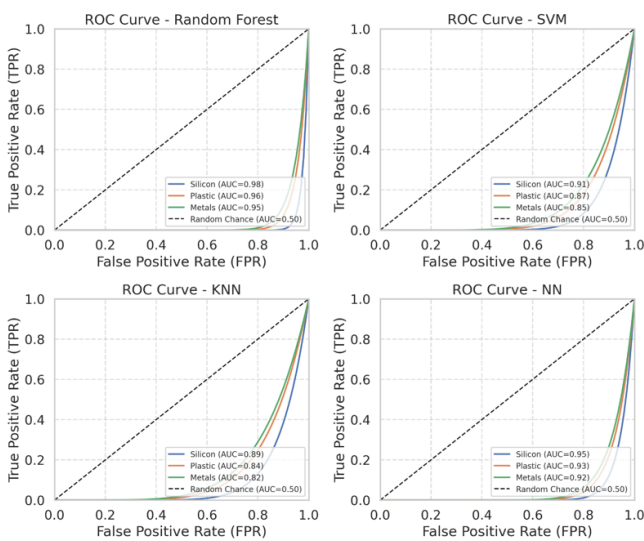 ROC Curve - Random Forest
True Positive Rate (TPR)
1.0
0.8
0.6
0.4
0.2
0.0
Silicon (AUC=0.98)
Plastic (AUC=0.96)
Metals (AUC=0.95)
Random Chance (AUC=0.50)
0.0 0.2 0.4 0.6 0.8 1.0
False Positive Rate (FPR)
ROC Curve - SVM
True Positive Rate (TPR)
1.0
0.8
0.6
0.4
0.2
0.0
Silicon (AUC=0.91)
Plastic (AUC=0.87)
Metals (AUC=0.85)
Random Chance (AUC=0.50)
0.0 0.2 0.4 0.6 0.8 1.0
False Positive Rate (FPR)
ROC Curve - KNN
True Positive Rate (TPR)
1.0
0.8
0.6
0.4
0.2
0.0
Silicon (AUC=0.89)
Plastic (AUC=0.84)
Metals (AUC=0.82)
Random Chance (AUC=0.50)
0.0 0.2 0.4 0.6 0.8 1.0
False Positive Rate (FPR)
ROC Curve - NN
True Positive Rate (TPR)
1.0
0.8
0.6
0.4
0.2
0.0
Silicon (AUC=0.95)
Plastic (AUC=0.93)
Metals (AUC=0.92)
Random Chance (AUC=0.50)
0.0 0.2 0.4 0.6 0.8 1.0
False Positive Rate (FPR)